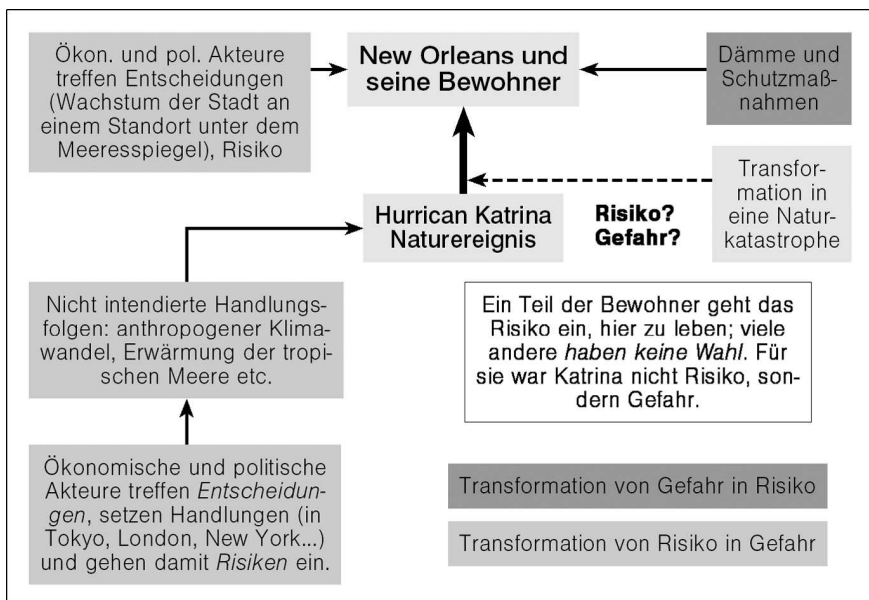 Ökon. und pol. Akteure
treffen Entscheidungen
(Wachstum der Stadt an
einem Standort unter dem
Meeresspiegel), Risiko
New Orleans und
seine Bewohner
Dämme und
Schutzmaß-
nahmen
Transfor-
mation in
eine Natur-
katastrophe
Hurrican Katrina
Naturereignis
Risiko?
Gefahr?
Nicht intendierte Handlungs-
folgen: anthropogener Klima-
wandel, Erwärmung der tropi-
schen Meere etc.
Ein Teil der Bewohner geht das
Risiko ein, hier zu leben; viele
andere haben keine Wahl. Für
sie war Katrina nicht Risiko, son-
dern Gefahr.
Ökonomische und politische
Akteure treffen Entscheidun-
gen, setzen Handlungen (in
Tokyo, London, New York...)
und gehen damit Risiken ein.
Transformation von Gefahr in Risiko
Transformation von Risiko in Gefahr